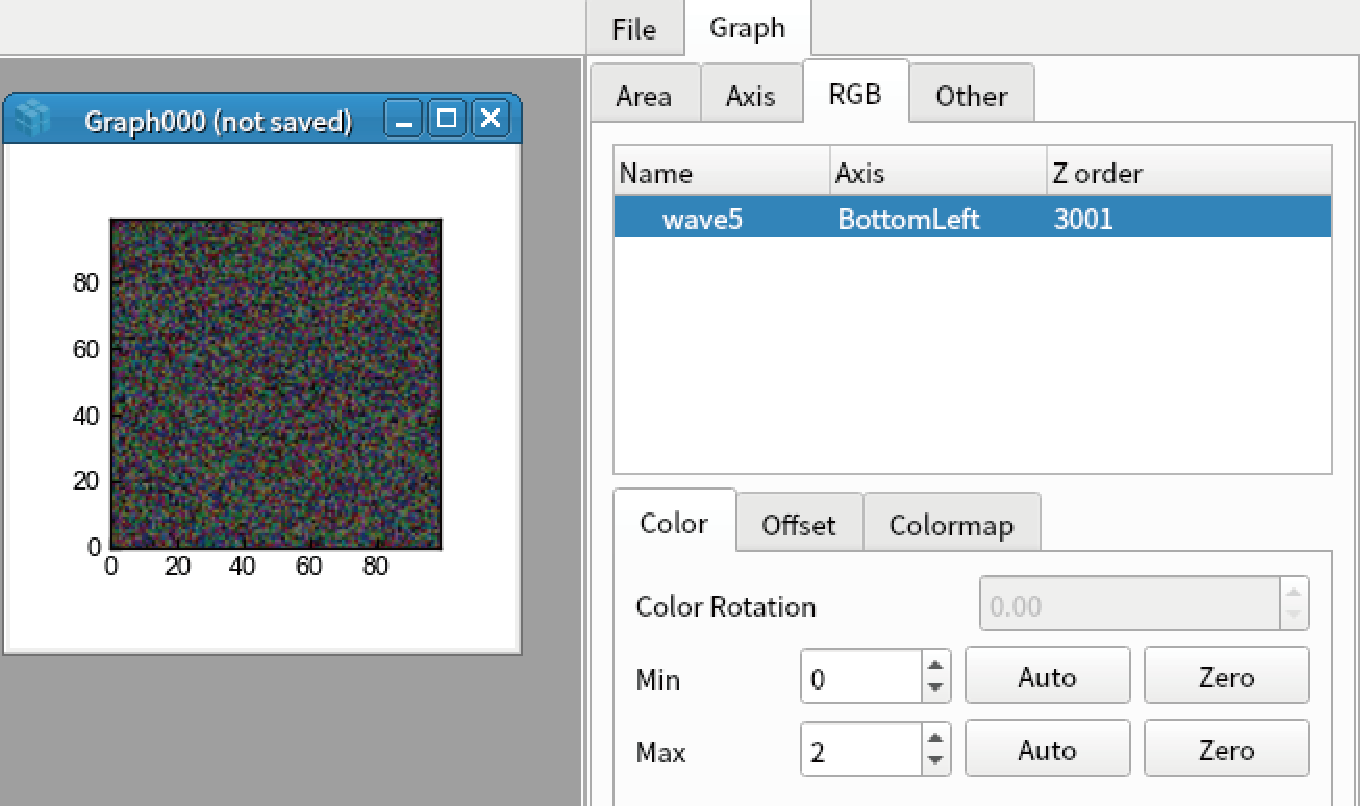 File Graph
Area Axis RGB Other
Graph000 (not saved)
Name Axis Z order
wave5 BottomLeft 3001
80
60
40
20
0
0 20 40 60 80
Color Offset Colormap
Color Rotation 0.00
Min 0 Auto Zero
Max 2 Auto Zero